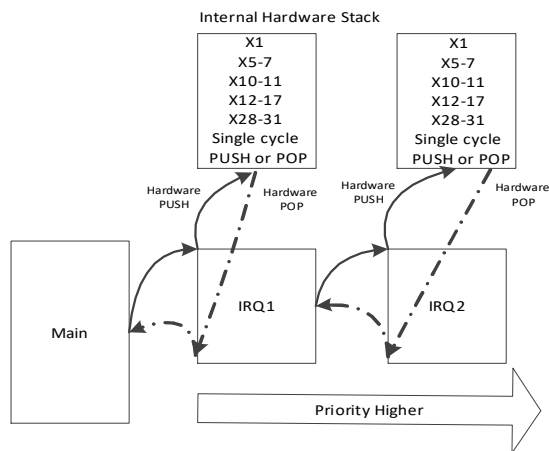 Internal Hardware Stack
X1
X5-7
X10-11
X12-17
X28-31
Single cycle
PUSH or POP
X1
X5-7
X10-11
X12-17
X28-31
Single cycle
PUSH or POP
Hardware
PUSH
Hardware
POP
Hardware
PUSH
Hardware
POP
Main
IRQ1
IRQ2
Priority Higher